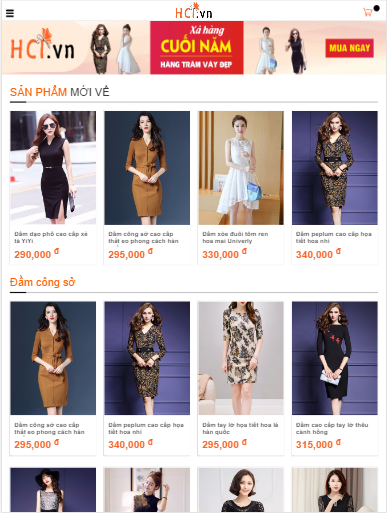 HCI.vn
HCI.vn
Xả hàng
CUỐI NĂM
HÀNG TRĂM VÁY ĐẸP
MUA NGAY
SẢN PHẨM MỚI VỀ
Đầm dạo phố cao cấp xẻ
tà YiYi
290,000 đ
Đầm công sở cao cấp
thắt eo phong cách hàn
295,000 đ
Đầm xòe đuôi tôm ren
hoa mai Univerly
330,000 đ
Đầm peplum cao cấp họa
tiết hoa nhí
340,000 đ
Đầm công sở
Đầm công sở cao cấp
thắt eo phong cách hàn
295,000 đ
Đầm peplum cao cấp họa
tiết hoa nhí
340,000 đ
Đầm tay lỡ họa tiết hoa lá
hàn quốc
295,000 đ
Đầm cao cấp tay lỡ thêu
cánh hồng
315,000 đ